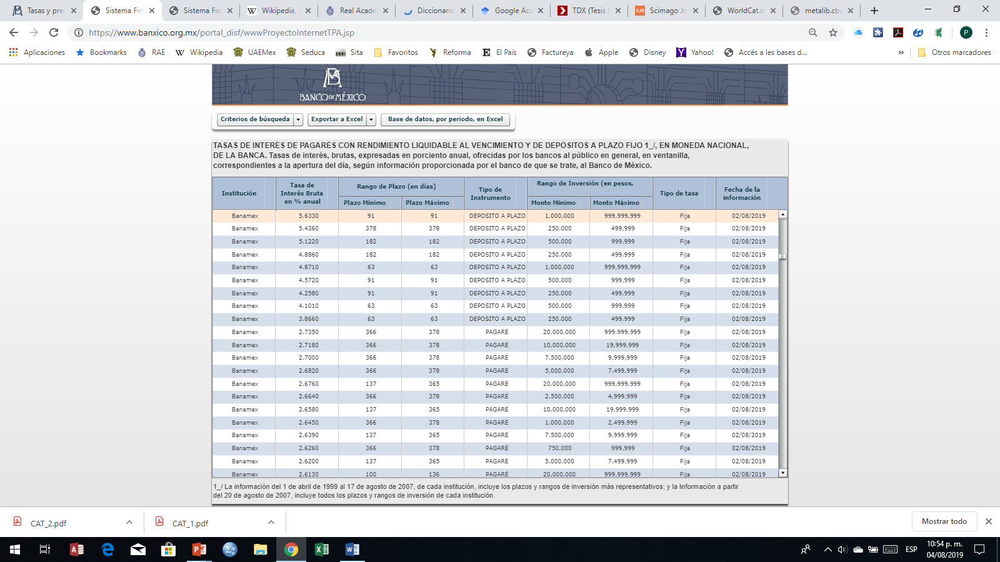 Tasas y pre
Sistema Fin
Sistema Fin
Wikipedia,
Real Acade
Diccionario
Google Aca
TDX (Tesis
Scimago Jo
WorldCat.o
metalib.cbu
https://www.banxico.org.mx/portal_disf/wwwProyectoInternetTPA.jsp
P
Aplicaciones Bookmarks RAE Wikipedia UAEMex Seduca Sita Favoritos Reforma El País Factureya Apple Disney Yahoo! Accés a les bases d... » Otros marcadores
BANCO DE MÉXICO
Criterios de búsqueda Exportar a Excel Base de datos, por periodo, en Excel
TASAS DE INTERÉS DE PAGARÉS CON RENDIMIENTO LIQUIDABLE AL VENCIMIENTO Y DE DEPÓSITOS A PLAZO FIJO 1_/, EN MONEDA NACIONAL,
DE LA BANCA. Tasas de interés, brutas, expresadas en porciento anual, ofrecidas por los bancos al público en general, en ventanilla,
correspondientes a la apertura del día, según información proporcionada por el banco de que se trate, al Banco de México.
Institución
Tasa de
Interés Bruta
en % anual
Rango de Plazo (en días)
Plazo Mínimo Plazo Máximo
Tipo de
Instrumento
Rango de Inversión (en pesos,
Monto Mínimo Monto Máximo
Tipo de tasa
Fecha de la
información
Banamex 5.6330 91 91 DEPOSITO A PLAZO 1,000,000 999,999,999 Fija 02/08/2019
Banamex 5.4360 378 378 DEPOSITO A PLAZO 250,000 499,999 Fija 02/08/2019
Banamex 5.1220 182 182 DEPOSITO A PLAZO 500,000 999,999 Fija 02/08/2019
Banamex 4.8860 182 182 DEPOSITO A PLAZO 250,000 499,999 Fija 02/08/2019
Banamex 4.8710 63 63 DEPOSITO A PLAZO 1,000,000 999,999,999 Fija 02/08/2019
Banamex 4.5720 91 91 DEPOSITO A PLAZO 500,000 999,999 Fija 02/08/2019
Banamex 4.2580 91 91 DEPOSITO A PLAZO 250,000 499,999 Fija 02/08/2019
Banamex 4.1010 63 63 DEPOSITO A PLAZO 500,000 999,999 Fija 02/08/2019
Banamex 3.8660 63 63 DEPOSITO A PLAZO 250,000 499,999 Fija 02/08/2019
Banamex 2.7350 366 378 PAGARÉ 20,000,000 999,999,999 Fija 02/08/2019
Banamex 2.7180 366 378 PAGARÉ 10,000,000 19,999,999 Fija 02/08/2019
Banamex 2.7000 366 378 PAGARÉ 7,500,000 9,999,999 Fija 02/08/2019
Banamex 2.6820 366 378 PAGARÉ 5,000,000 7,499,999 Fija 02/08/2019
Banamex 2.6760 137 365 PAGARÉ 20,000,000 999,999,999 Fija 02/08/2019
Banamex 2.6640 366 378 PAGARÉ 2,500,000 4,999,999 Fija 02/08/2019
Banamex 2.6580 137 365 PAGARÉ 10,000,000 19,999,999 Fija 02/08/2019
Banamex 2.6450 366 378 PAGARÉ 1,000,000 2,499,999 Fija 02/08/2019
Banamex 2.6390 137 365 PAGARÉ 7,500,000 9,999,999 Fija 02/08/2019
Banamex 2.6260 366 378 PAGARÉ 750,000 999,999 Fija 02/08/2019
Banamex 2.6200 137 365 PAGARÉ 5,000,000 7,499,999 Fija 02/08/2019
Banamex 2.6130 100 136 PAGARÉ 20,000,000 999,999,999 Fija 02/08/2019
1_/ La información del 1 de abril de 1999 al 17 de agosto de 2007, de cada institución, incluye los plazos y rangos de inversión más representativos; y la Información a partir
del 20 de agosto de 2007, incluye todos los plazos y rangos de inversión de cada institución.
CAT_2.pdf CAT_1.pdf Mostrar todo
ESP
10:54 p. m.
04/08/2019